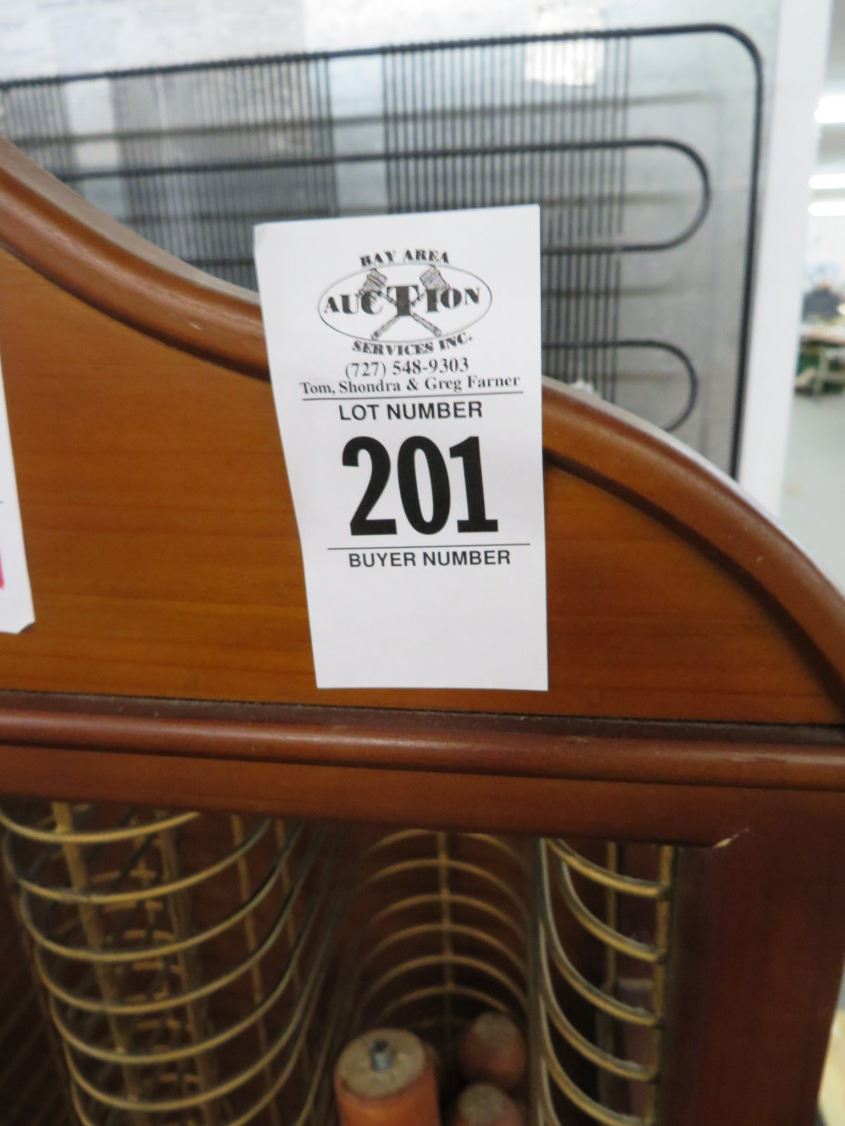 BAY AREA
AUCTION
SERVICES INC.
(727) 548-9303
Tom, Shondra & Greg Farner
LOT NUMBER
201
BUYER NUMBER